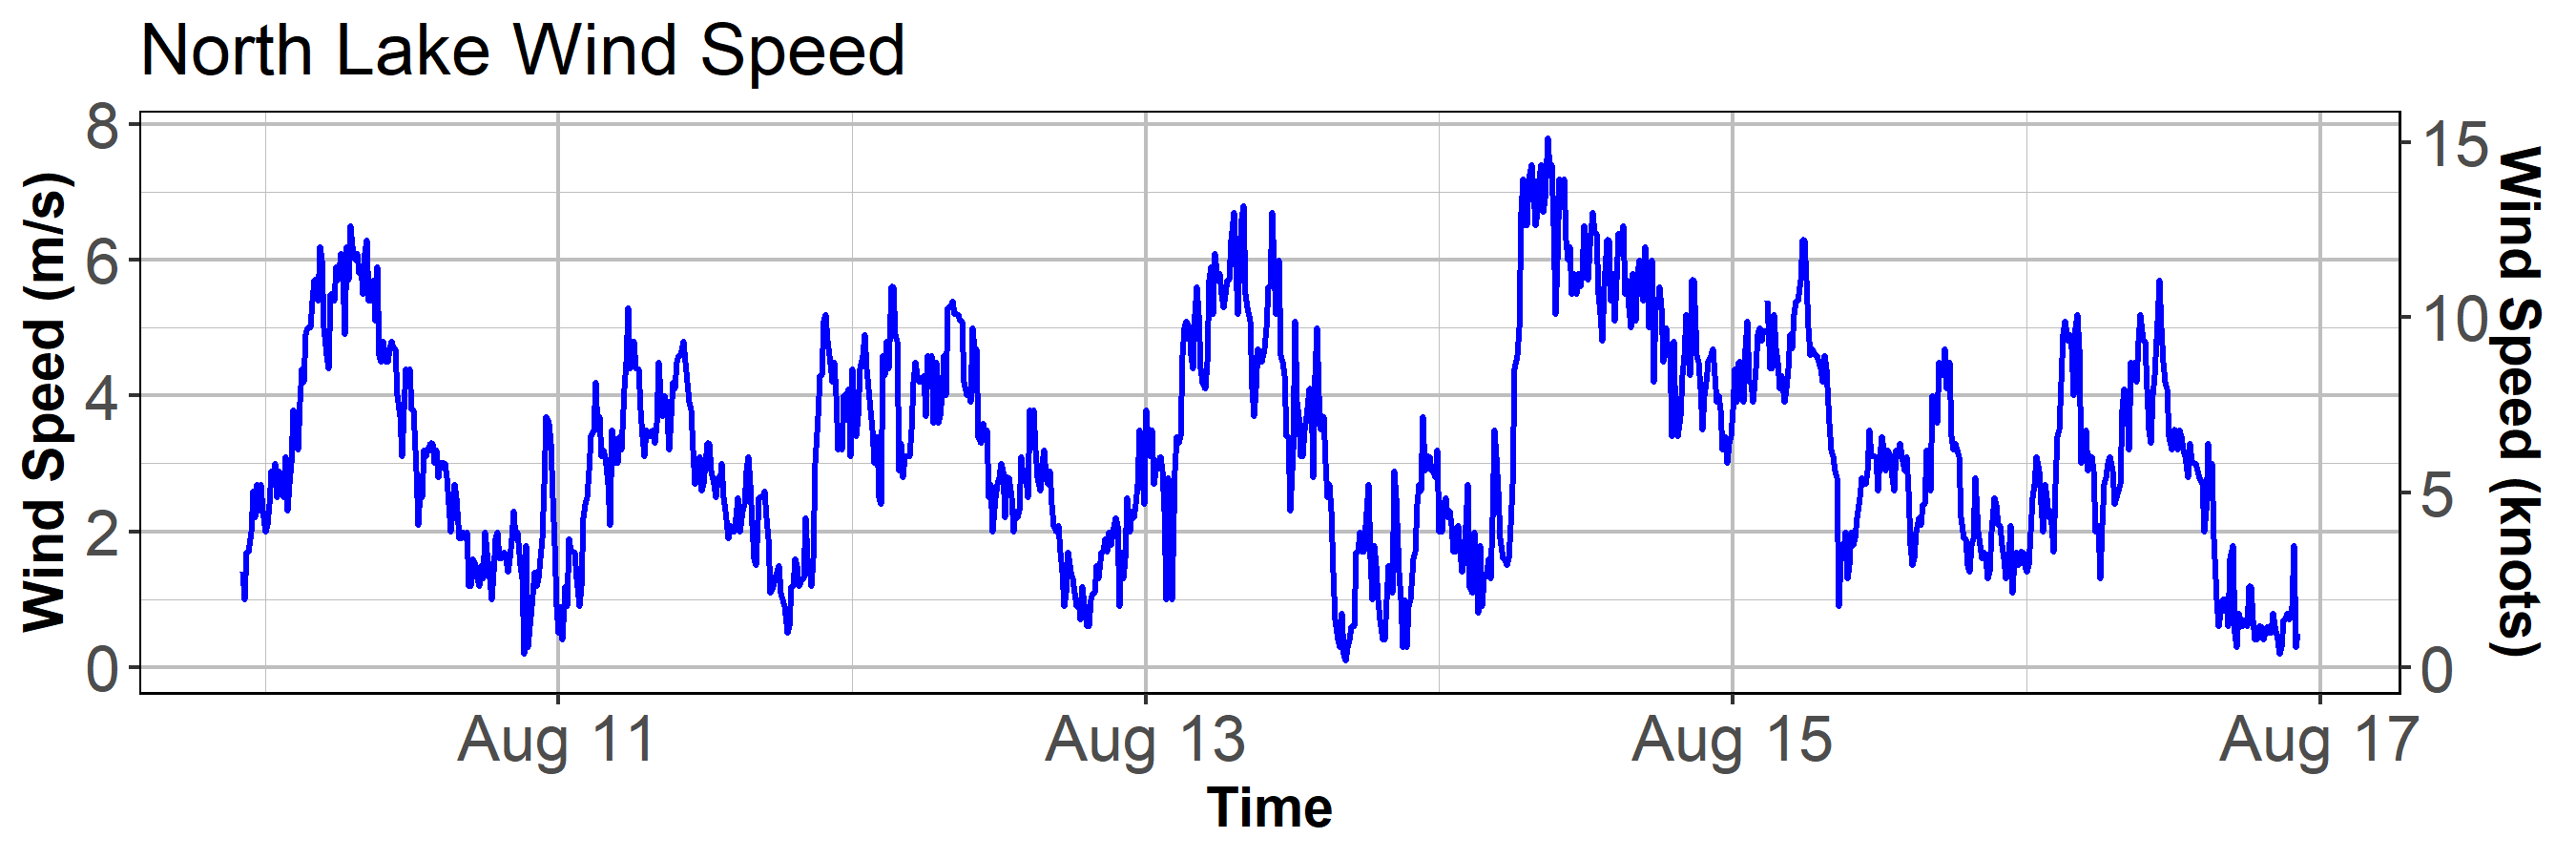 North Lake Wind Speed
Wind Speed (m/s)
8
6
4
2
0
15
10
5
0
Wind Speed (knots)
Aug 11
Aug 13
Aug 15
Aug 17
Time